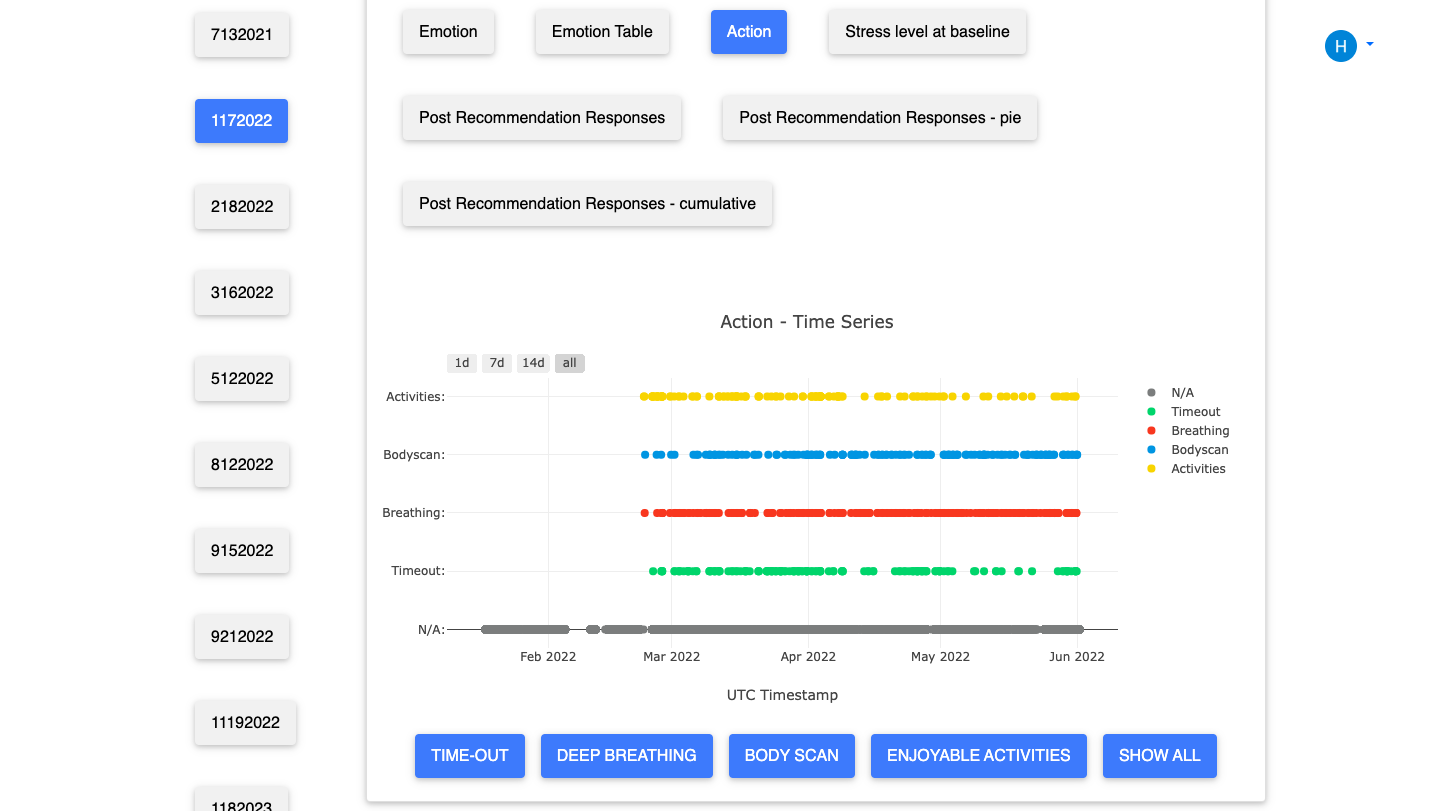 7132021
1172022
2182022
3162022
5122022
8122022
9152022
9212022
11192022
1182023
Emotion
Emotion Table
Action
Stress level at baseline
H
Post Recommendation Responses
Post Recommendation Responses - pie
Post Recommendation Responses - cumulative
Action - Time Series
1d 7d 14d all
Activities:
Bodyscan:
Breathing:
Timeout:
N/A:
N/A
Timeout
Breathing
Bodyscan
Activities
Feb 2022 Mar 2022 Apr 2022 May 2022 Jun 2022
UTC Timestamp
TIME-OUT
DEEP BREATHING
BODY SCAN
ENJOYABLE ACTIVITIES
SHOW ALL